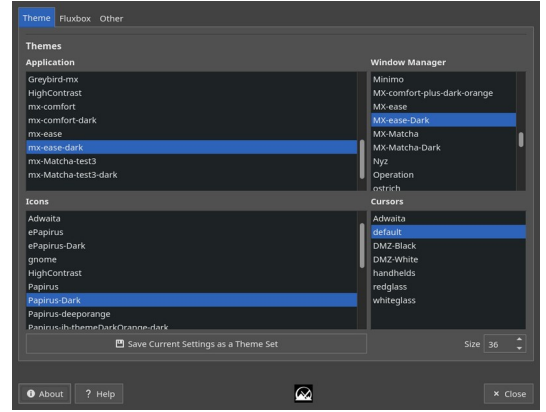 Theme Fluxbox Other
Themes
Application
Greybird-mx
HighContrast
mx-comfort
mx-comfort-dark
mx-ease
mx-ease-dark
mx-Matcha-test3
mx-Matcha-test3-dark
Window Manager
Minimo
MX-comfort-plus-dark-orange
MX-ease
MX-ease-Dark
MX-Matcha
MX-Matcha-Dark
Nyz
Operation
ostrich
Icons
Adwaita
ePapirus
ePapirus-Dark
gnome
HighContrast
Papirus
Papirus-Dark
Papirus-deeporange
Papirus-jb-themeDarkOrange-dark
Cursors
Adwaita
default
DMZ-Black
DMZ-White
handhelds
redglass
whiteglass
Save Current Settings as a Theme Set
Size 36
About ? Help × Close